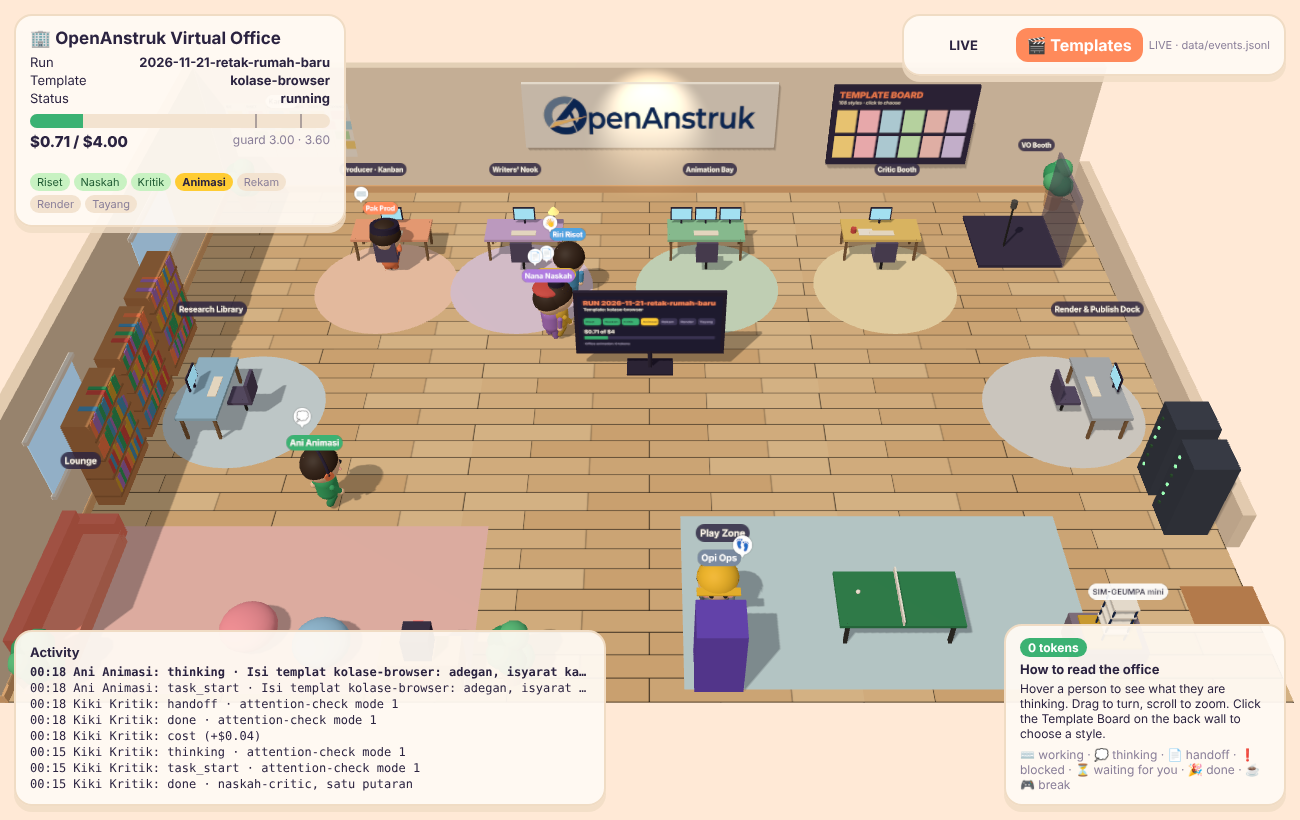 🏢 OpenAnstruk Virtual Office
Run 2026-11-21-retak-rumah-baru
Template kolase-browser
Status running
$0.71 / $4.00 guard 3.00 · 3.60
Riset Naskah Kritik Animasi Rekam
Render Tayang
LIVE 🎬 Templates LIVE · data/events.jsonl
OpenAnstruk
TEMPLATE BOARD
VO Booth
Producer · Kanban
Writers' Nook
Animation Bay
Critic Booth
Pak Prod
Riri Riset
Nana Naskah
RUN 2026-11-21-retak-rumah-baru
Template: kolase-browser
$0.71 of $4
Research Library
Render & Publish Dock
Ani Animasi
Lounge
Play Zone
Opi Ops
SIM-GEUMPA mini
Activity
00:18 Ani Animasi: thinking · Isi templat kolase-browser: adegan, isyarat ka…
00:18 Ani Animasi: task_start · Isi templat kolase-browser: adegan, isyarat …
00:18 Kiki Kritik: handoff · attention-check mode 1
00:18 Kiki Kritik: done · attention-check mode 1
00:18 Kiki Kritik: cost (+$0.04)
00:15 Kiki Kritik: thinking · attention-check mode 1
00:15 Kiki Kritik: task_start · attention-check mode 1
00:15 Kiki Kritik: done · naskah-critic, satu putaran
0 tokens
How to read the office
Hover a person to see what they are
thinking. Drag to turn, scroll to zoom. Click
the Template Board on the back wall to
choose a style.
⌨️ working · 💭 thinking · 📄 handoff · ❗
blocked · ⏳ waiting for you · 🎉 done · ☕
🎮 break